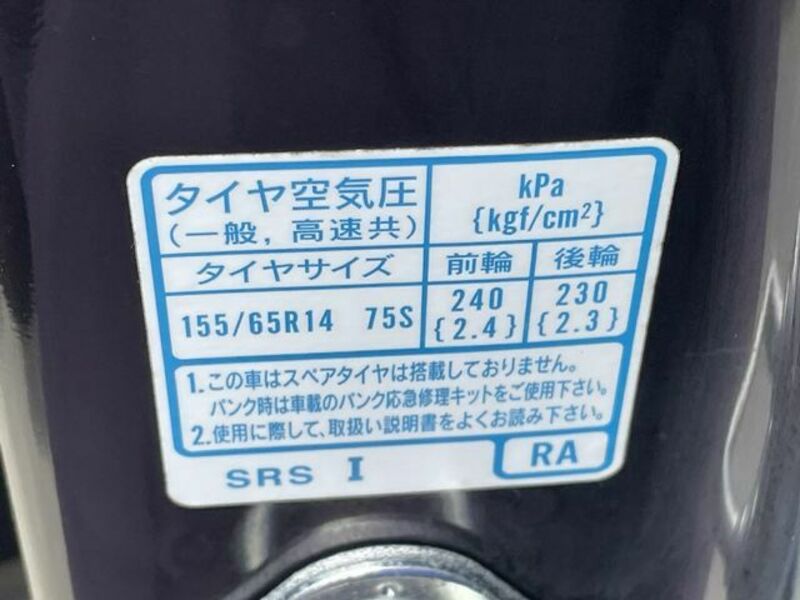 タイヤ空気圧
(一般, 高速共)
kPa
{kgf/cm²}
タイヤサイズ 前輪 後輪
155/65R14 75S 240 230
{2.4} {2.3}
1.この車はスペアタイヤは搭載しておりません。
パンク時は車載のパンク応急修理キットをご使用下さい。
2.使用に際して、取扱い説明書をよくお読み下さい。
SRS I RA